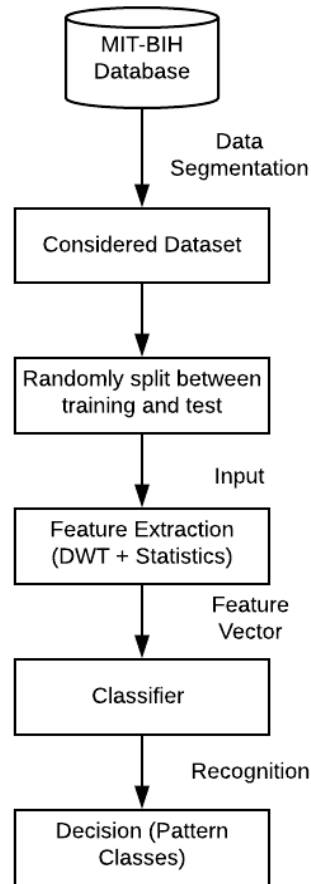 MIT-BIH
Database
Data
Segmentation
Considered Dataset
Randomly split between
training and test
Input
Feature Extraction
(DWT + Statistics)
Feature
Vector
Classifier
Recognition
Decision (Pattern
Classes)